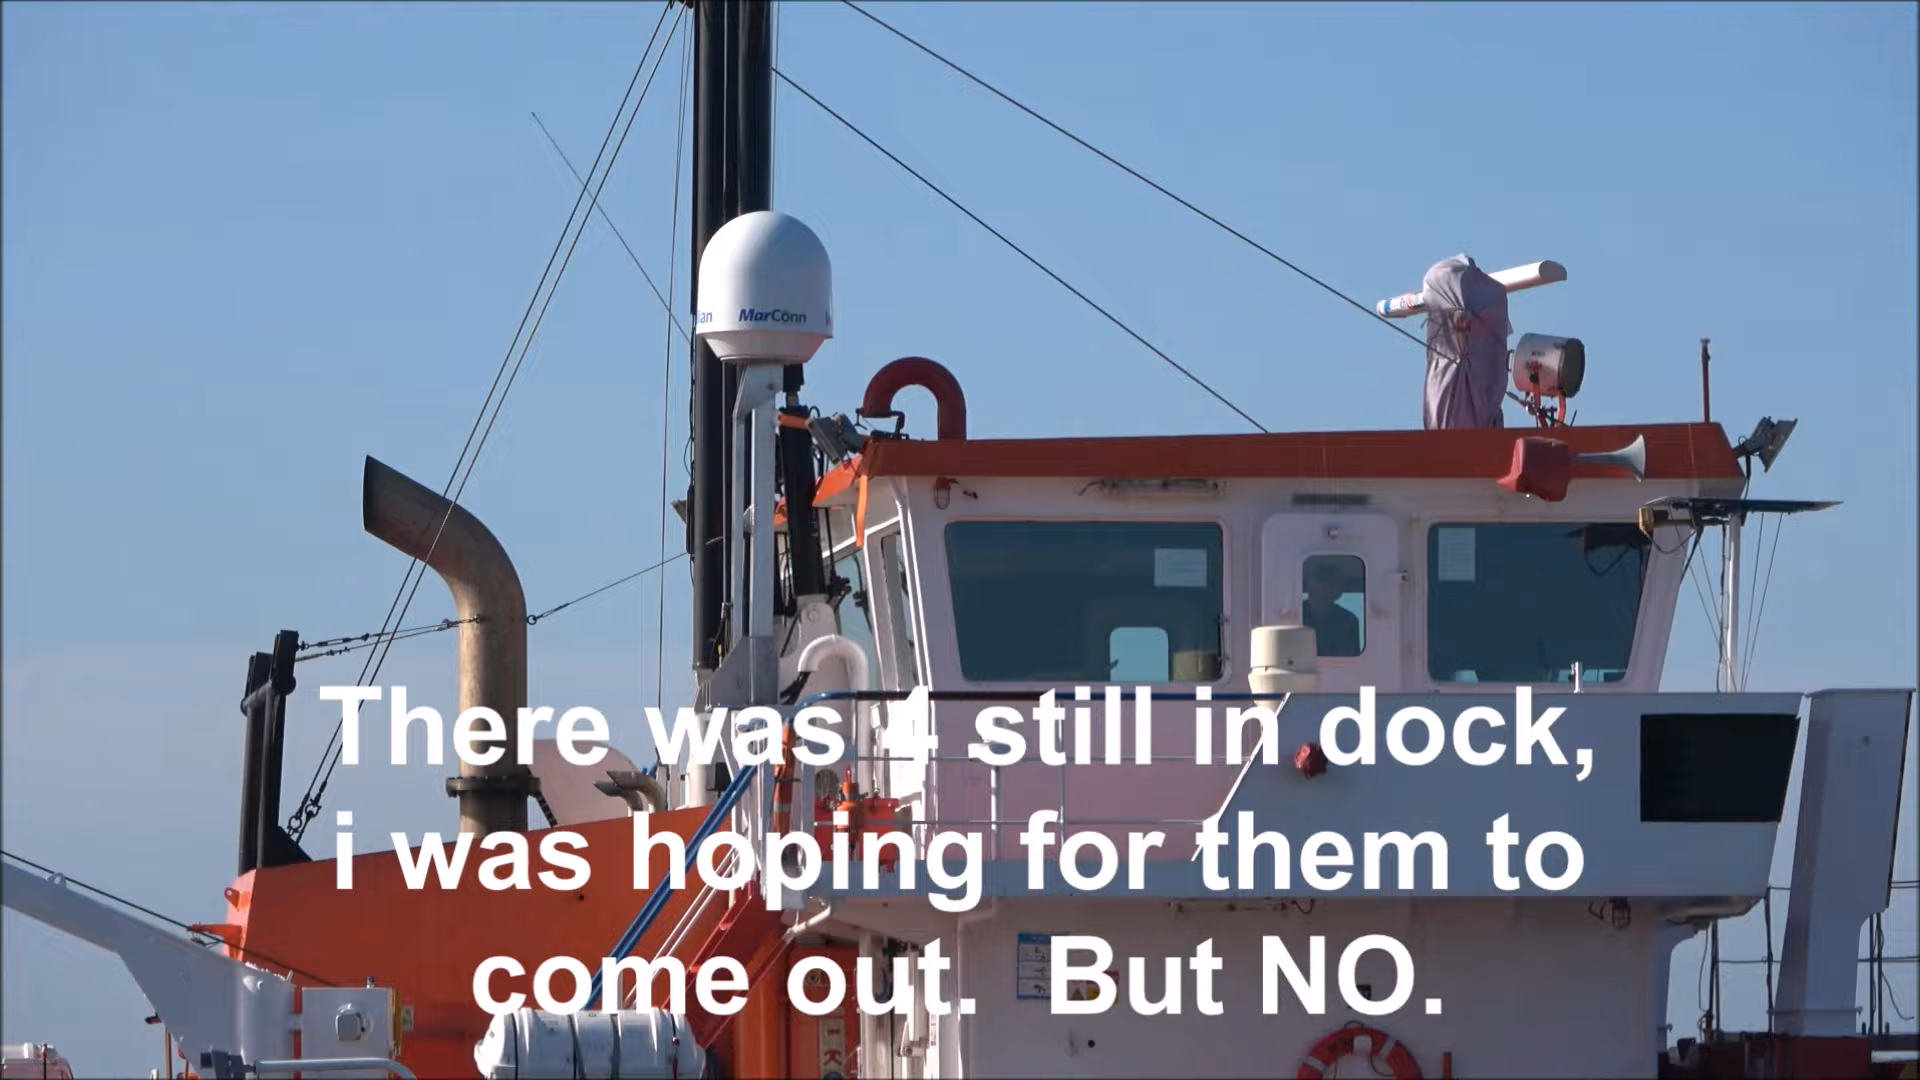 MarConn
There was 4 still in dock,
i was hoping for them to
come out. But NO.